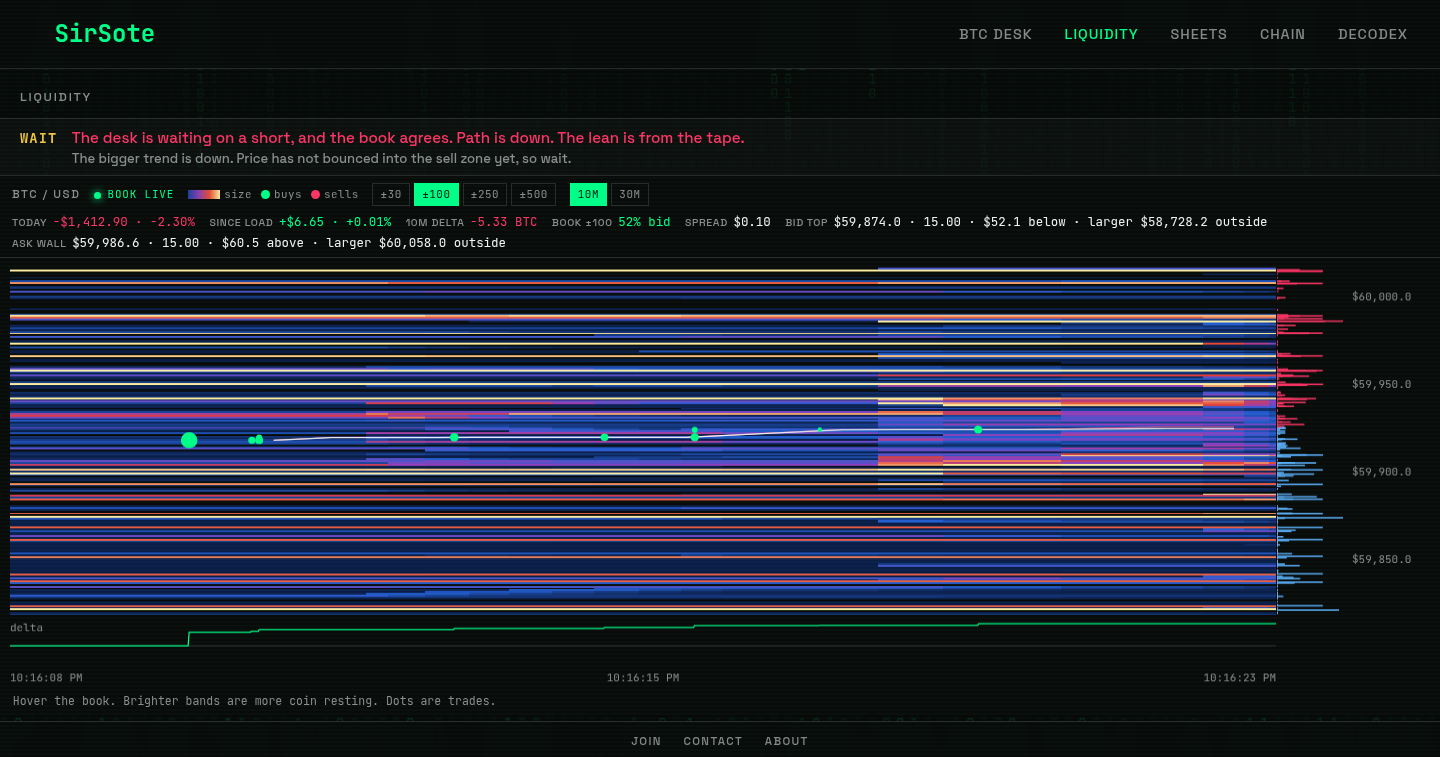 SirSote
BTC DESK LIQUIDITY SHEETS CHAIN DECODEX
LIQUIDITY
WAIT The desk is waiting on a short, and the book agrees. Path is down. The lean is from the tape.
The bigger trend is down. Price has not bounced into the sell zone yet, so wait.
BTC / USD BOOK LIVE size buys sells ±30 ±100 ±250 ±500 10M 30M
TODAY -$1,412.90 · -2.30% SINCE LOAD +$6.65 · +0.01% 10M DELTA -5.33 BTC BOOK ±100 52% bid SPREAD $0.10 BID TOP $59,874.0 · 15.00 · $52.1 below · larger $58,728.2 outside
ASK WALL $59,986.6 · 15.00 · $60.5 above · larger $60,058.0 outside
$60,000.0
$59,950.0
$59,900.0
$59,850.0
delta
10:16:08 PM 10:16:15 PM 10:16:23 PM
Hover the book. Brighter bands are more coin resting. Dots are trades.
JOIN CONTACT ABOUT